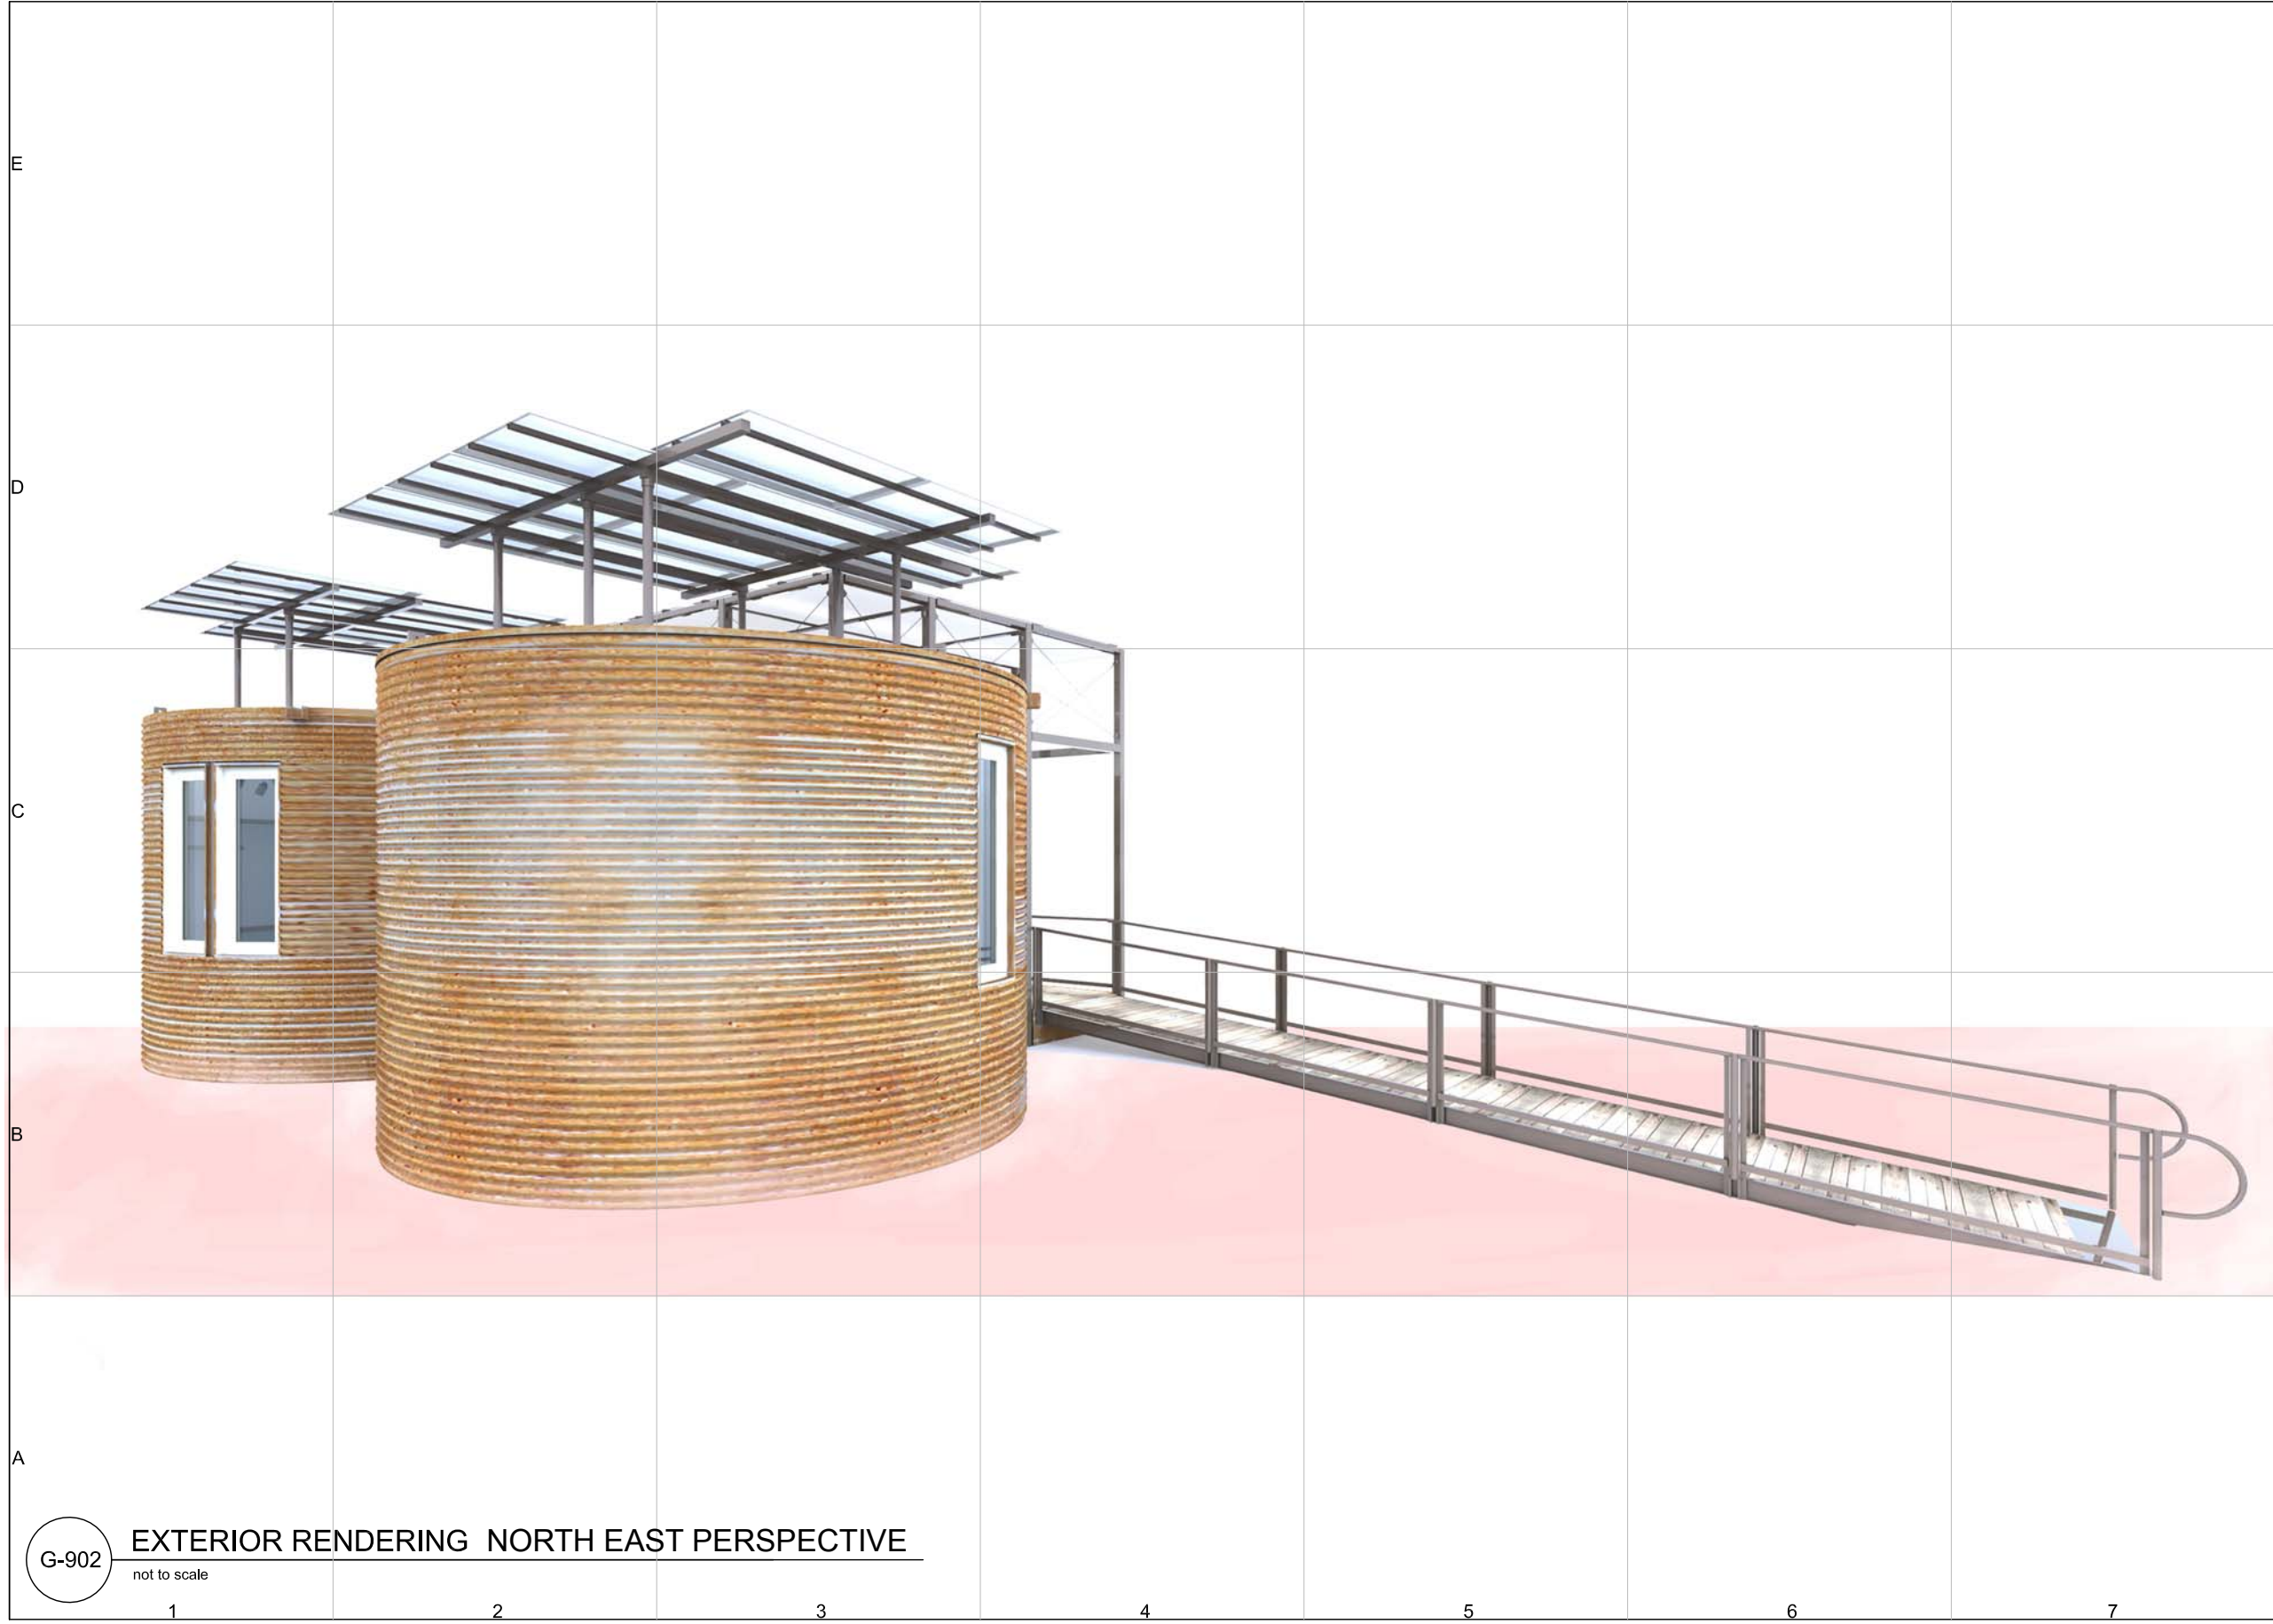 E
D
C
B
A
G-902
EXTERIOR RENDERING NORTH EAST PERSPECTIVE
not to scale
1 2 3 4 5 6 7